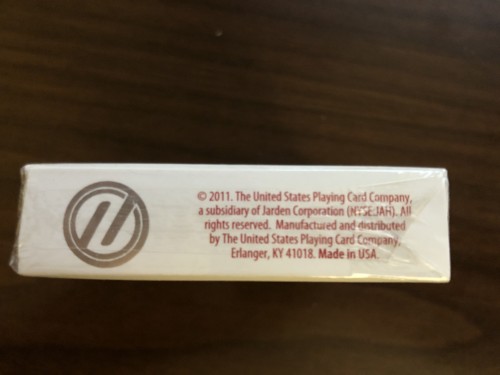 © 2011. The United States Playing Card Company,
a subsidiary of Jarden Corporation (NYSE:JAH). All
rights reserved. Manufactured and distributed
by The United States Playing Card Company,
Erlanger, KY 41018. Made in USA.